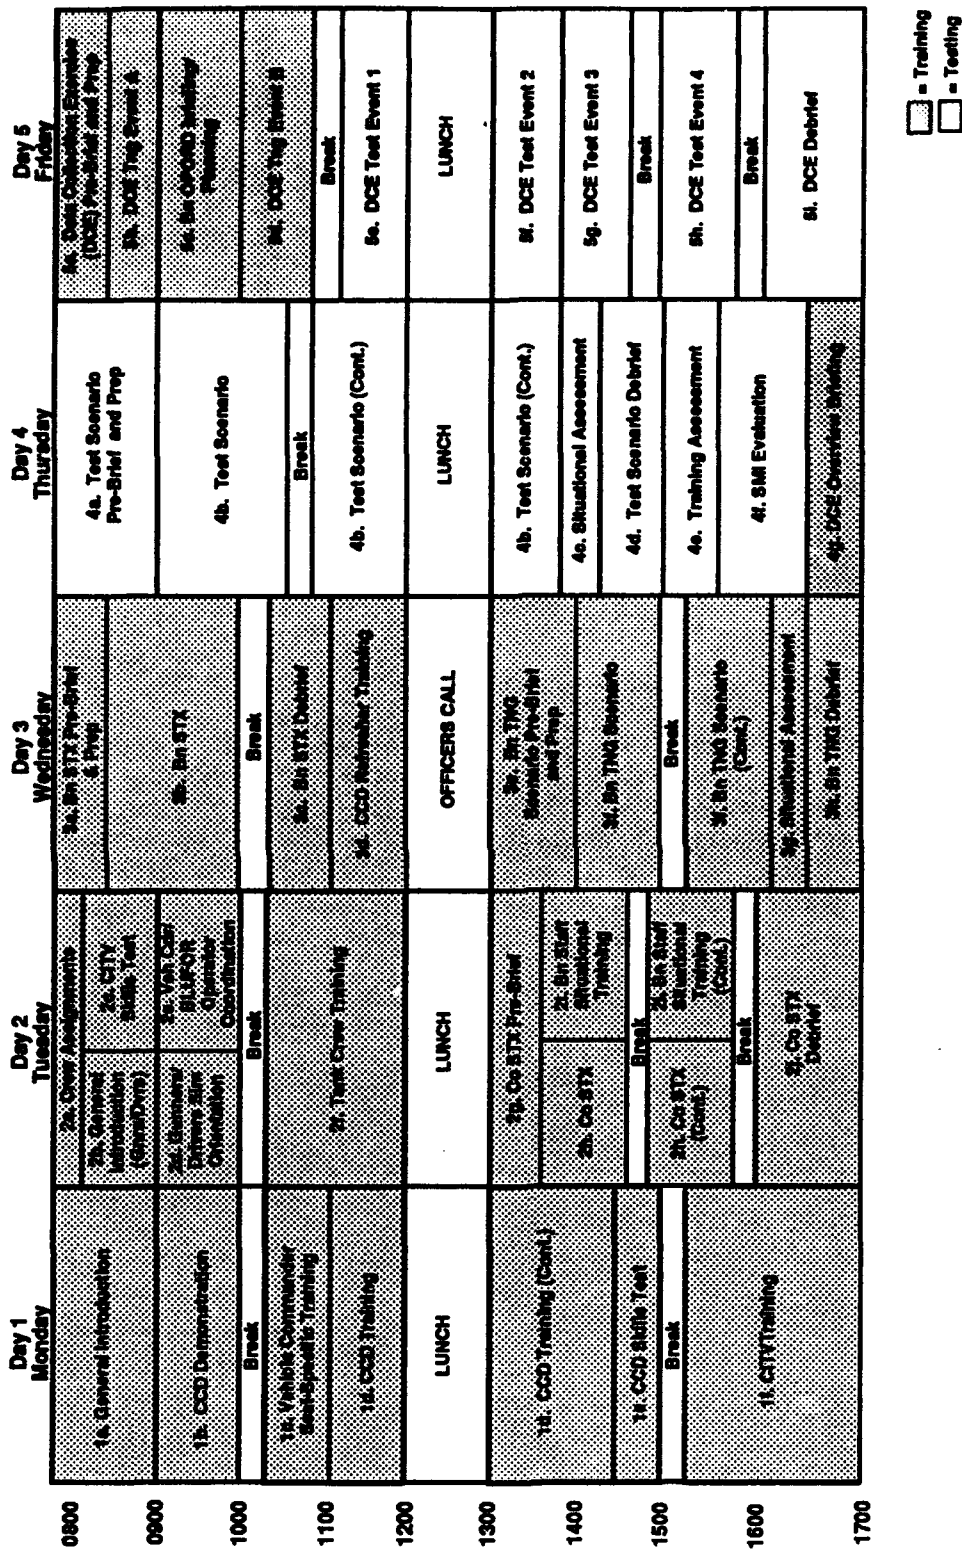 Day 1
Monday
Day 2
Tuesday
Day 3
Wednesday
Day 4
Thursday
Day 5
Friday
0800
0900
1000
1100
1200
1300
1400
1500
1600
1700
1a. General Introduction
1b. CCD Demonstration
Break
1c. Vehicle Commander
Seat-Specific Training
1d. CCD Training
LUNCH
1d. CCD Training (Cont.)
1e. CCD Skills Test
Break
1f. CITV Training
2a. Crew Assignments
2b. General
Introduction
(Gnrs/Dvrs)
2c. CITV
Skills Test
2d. Gunners/
Drivers Sim
Orientation
2e. Veh Cdr/
BLUFOR
Operator
Coordination
Break
2f. Tank Crew Training
LUNCH
2g. Co STX Pre-Brief
2h. Co STX
2i. Bn Staff
Situational
Training
Break
2h. Co STX
(Cont.)
2i. Bn Staff
Situational
Training
(Cont.)
Break
2j. Co STX
Debrief
3a. Bn STX Pre-Brief
& Prep
3b. Bn STX
Break
3c. Bn STX Debrief
3d. CCD Refresher Training
OFFICERS CALL
3e. Bn TNG
Scenario Pre-Brief
and Prep
3f. Bn TNG Scenario
Break
3f. Bn TNG Scenario
(Cont.)
3g. Situational Assessment
3h. Bn TNG Debrief
4a. Test Scenario
Pre-Brief and Prep
4b. Test Scenario
Break
4b. Test Scenario (Cont.)
LUNCH
4b. Test Scenario (Cont.)
4c. Situational Assessment
4d. Test Scenario Debrief
4e. Training Assessment
4f. SMI Evaluation
4g. DCE Overview Briefing
5a. Data Collection Exercise
(DCE) Pre-Brief and Prep
5b. DCE Tng Event A
5c. Bn OPORD Briefing/
Planning
5d. DCE Tng Event B
Break
5e. DCE Test Event 1
LUNCH
5f. DCE Test Event 2
5g. DCE Test Event 3
Break
5h. DCE Test Event 4
Break
5i. DCE Debrief
= Training
= Testing